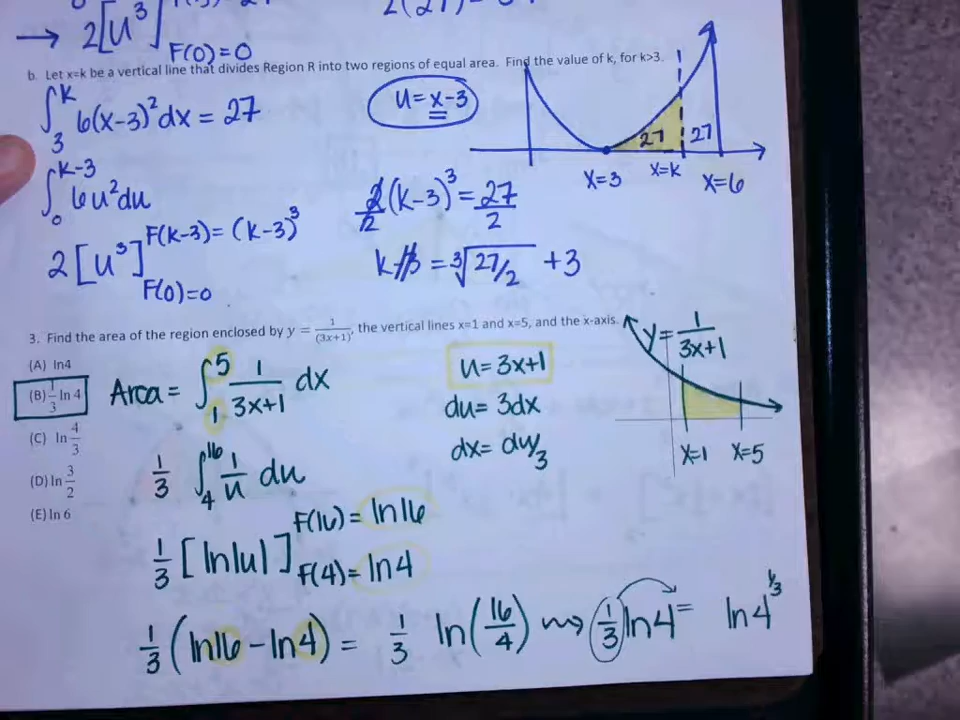 → 2[u³] F(0)=0
b. Let x=k be a vertical line that divides Region R into two regions of equal area. Find the value of k, for k>3.
∫₃ᴷ 6(x-3)²dx = 27
u = x-3
27 27
x=3 x=k x=6
∫₀ᵏ⁻³ 6u²du
2[u³] F(k-3)= (k-3)³ F(0)=0
2/2 (k-3)³ = 27/2
k-3 = ³√27/2 +3
3. Find the area of the region enclosed by y = 1/(3x+1), the vertical lines x=1 and x=5, and the x-axis.
(A) ln4
(B) 1/3 ln 4
(C) ln 4/3
(D) ln 3/2
(E) ln 6
Area = ∫₁⁵ 1/3x+1 dx
u = 3x+1
du = 3dx
dx = du/3
y = 1/3x+1
x=1 x=5
1/3 ∫₄¹⁶ 1/u du
1/3 [ln|u|] F(16) = ln16 F(4) = ln4
1/3 (ln16 - ln4) = 1/3 ln(16/4) ⇝ 1/3 ln4 = ln4^1/3